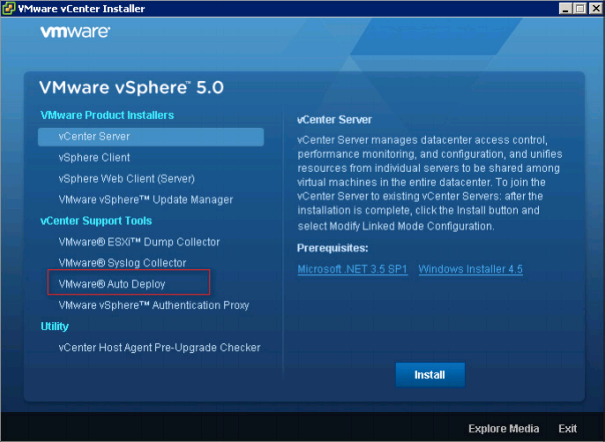 VMware vCenter Installer
vmware
VMware vSphere™ 5.0
VMware Product Installers
vCenter Server
vSphere Client
vSphere Web Client (Server)
VMware vSphere™ Update Manager
vCenter Support Tools
VMware® ESXi™ Dump Collector
VMware® Syslog Collector
VMware® Auto Deploy
VMware vSphere™ Authentication Proxy
Utility
vCenter Host Agent Pre-Upgrade Checker
vCenter Server
vCenter Server manages datacenter access control,
performance monitoring, and configuration, and unifies
resources from individual servers to be shared among
virtual machines in the entire datacenter. To join the
vCenter Server to existing vCenter Servers: after the
installation is complete, click the Install button and
select Modify Linked Mode Configuration.
Prerequisites:
Microsoft .NET 3.5 SP1 Windows Installer 4.5
Install
Explore Media Exit